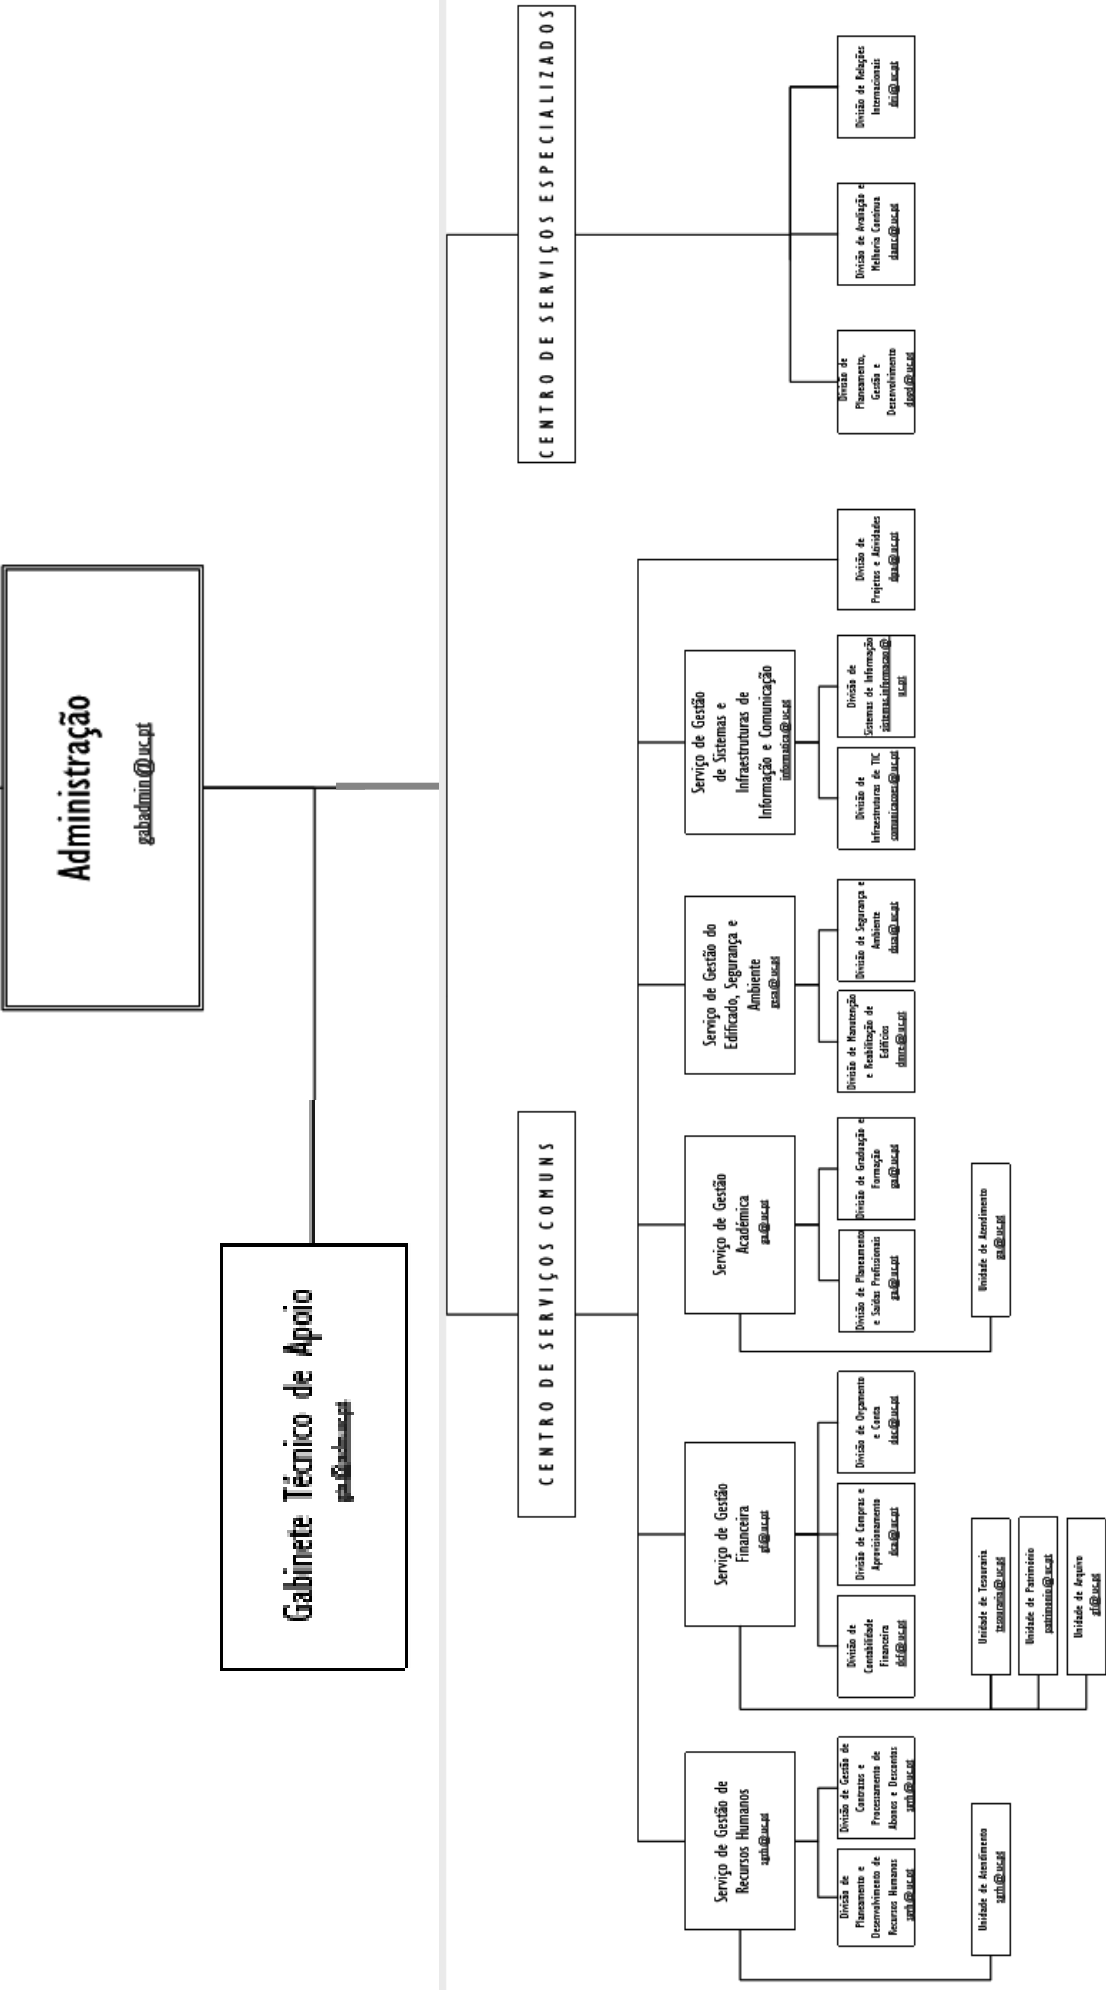 Administração
gabadmin@uc.pt
Gabinete Técnico de Apoio
CENTRO DE SERVIÇOS COMUNS
CENTRO DE SERVIÇOS ESPECIALIZADOS
Serviço de Gestão de
Recursos Humanos
sgrh@uc.pt
Serviço de Gestão
Financeira
gf@uc.pt
Serviço de Gestão
Académica
ga@uc.pt
Serviço de Gestão do
Edificado, Segurança e
Ambiente
gesa@uc.pt
Serviço de Gestão
de Sistemas e
Infraestruturas de
Informação e Comunicação
informatica@uc.pt
Divisão de
Planeamento e
Desenvolvimento de
Recursos Humanos
sgrh@uc.pt
Divisão de Gestão de
Contratos e
Processamento de
Abonos e Descontos
sgrh@uc.pt
Divisão de
Contabilidade
Financeira
dcf@uc.pt
Divisão de Compras e
Aprovisionamento
dca@uc.pt
Divisão de Orçamento
e Conta
doc@uc.pt
Divisão de Planeamento
e Saídas Profissionais
ga@uc.pt
Divisão de Graduação e
Formação
ga@uc.pt
Divisão de Manutenção
e Reabilitação de
Edifícios
dmre@uc.pt
Divisão de Segurança e
Ambiente
dsa@uc.pt
Divisão de
Infraestruturas de TIC
comunicacoes@uc.pt
Divisão de
Sistemas de Informação
sistemas.informacao@
uc.pt
Divisão de
Projetos e Atividades
dpa@uc.pt
Divisão de
Planeamento,
Gestão e
Desenvolvimento
dpgd@uc.pt
Divisão de Avaliação e
Melhoria Contínua
damc@uc.pt
Divisão de Relações
Internacionais
dri@uc.pt
Unidade de Atendimento
sgrh@uc.pt
Unidade de Tesouraria
tesouraria@uc.pt
Unidade de Património
patrimonio@uc.pt
Unidade de Arquivo
gf@uc.pt
Unidade de Atendimento
ga@uc.pt